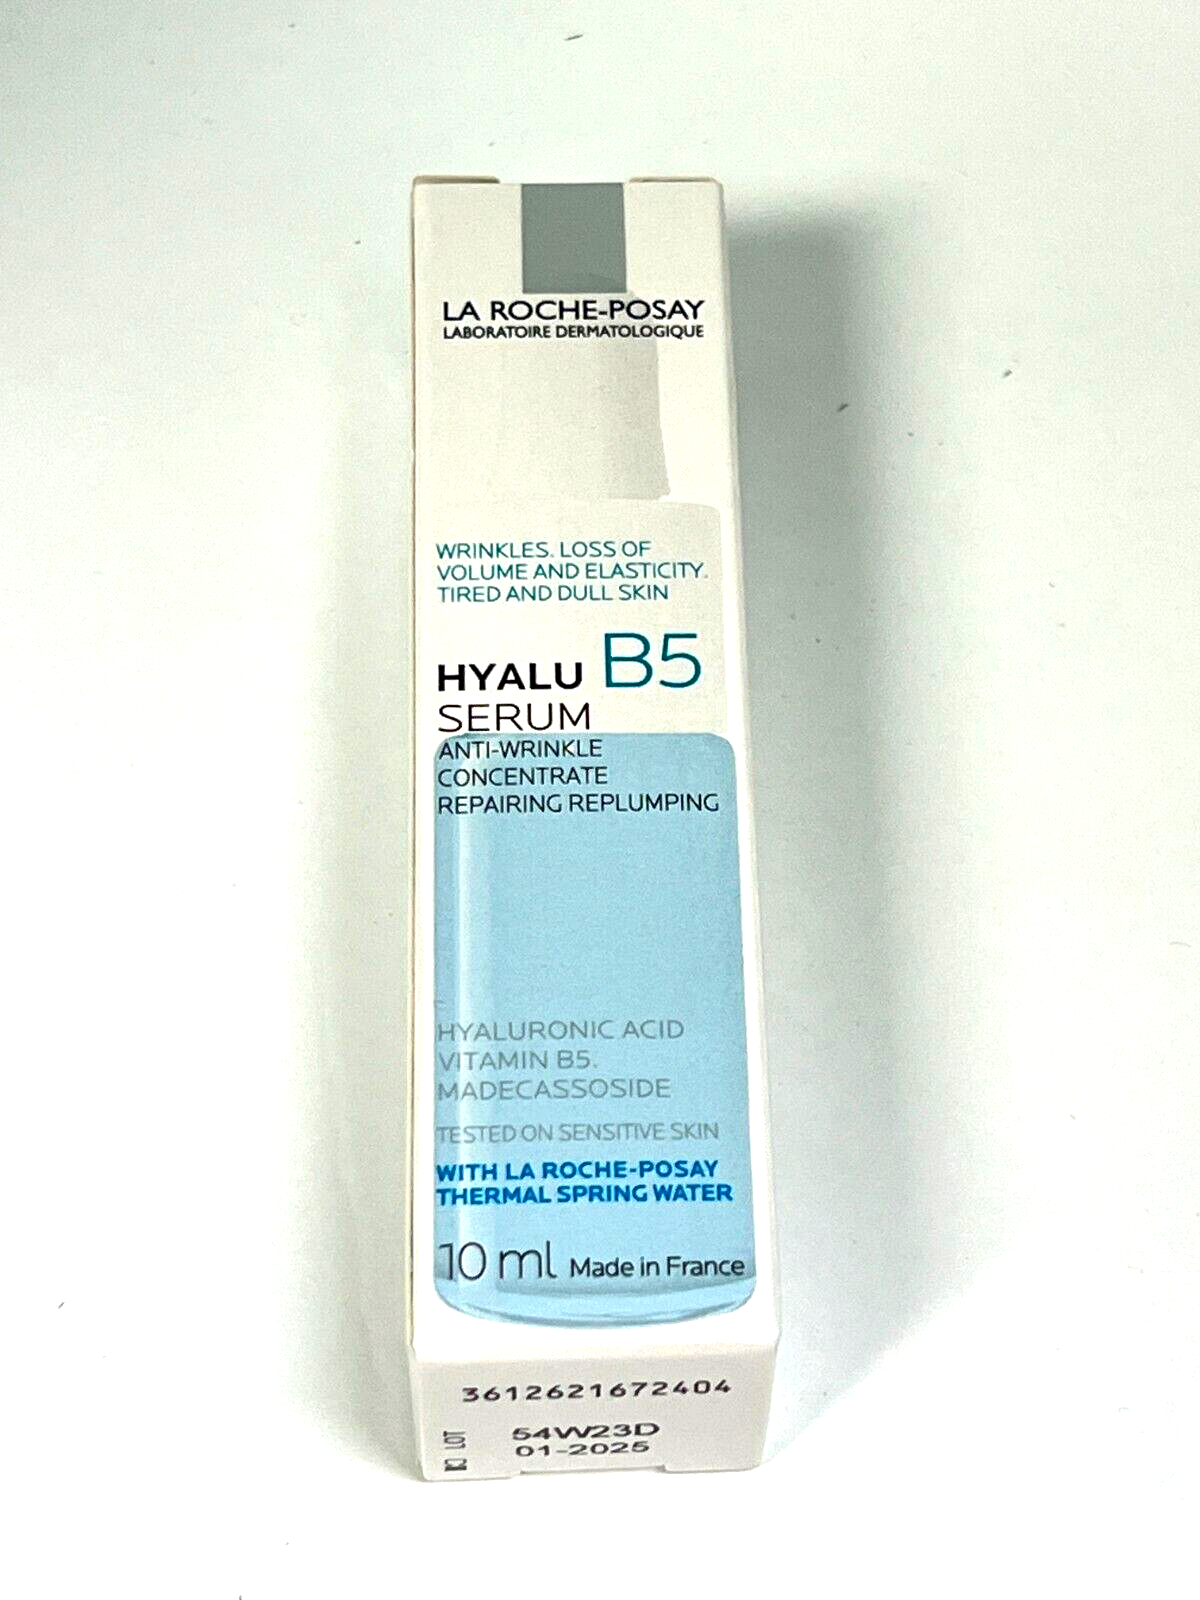 LA ROCHE-POSAY
LABORATOIRE DERMATOLOGIQUE
WRINKLES. LOSS OF
VOLUME AND ELASTICITY.
TIRED AND DULL SKIN
HYALU B5
SERUM
ANTI-WRINKLE
CONCENTRATE
REPAIRING REPLUMPING
HYALURONIC ACID
VITAMIN B5.
MADECASSOSIDE
TESTED ON SENSITIVE SKIN
WITH LA ROCHE-POSAY
THERMAL SPRING WATER
10 ml Made in France
3612621672404
LOT 54W23D
01-2025